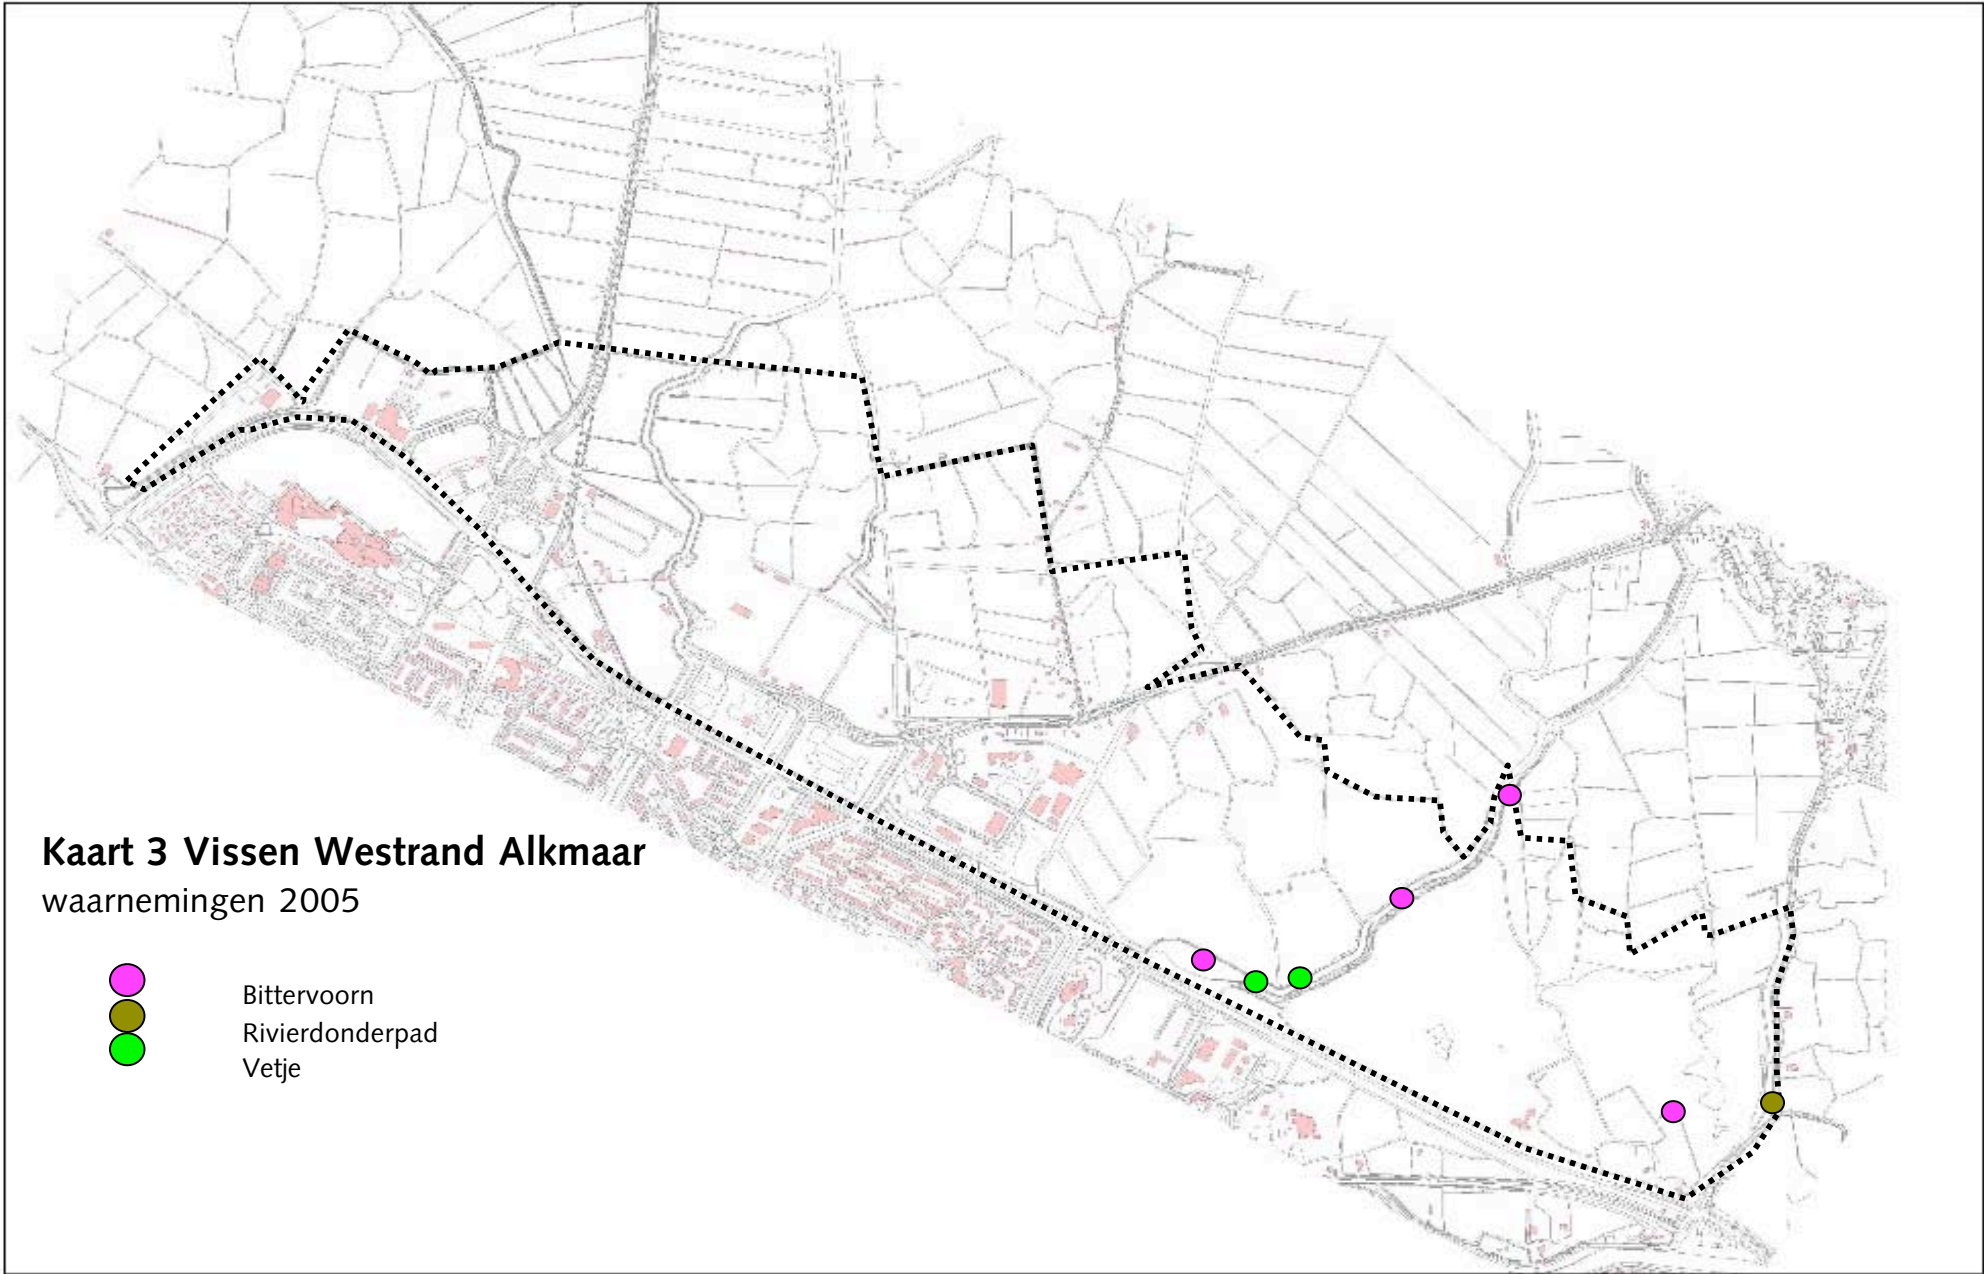 Kaart 3 Vissen Westrand Alkmaar
waarnemingen 2005
Bittervoorn
Rivierdonderpad
Vetje